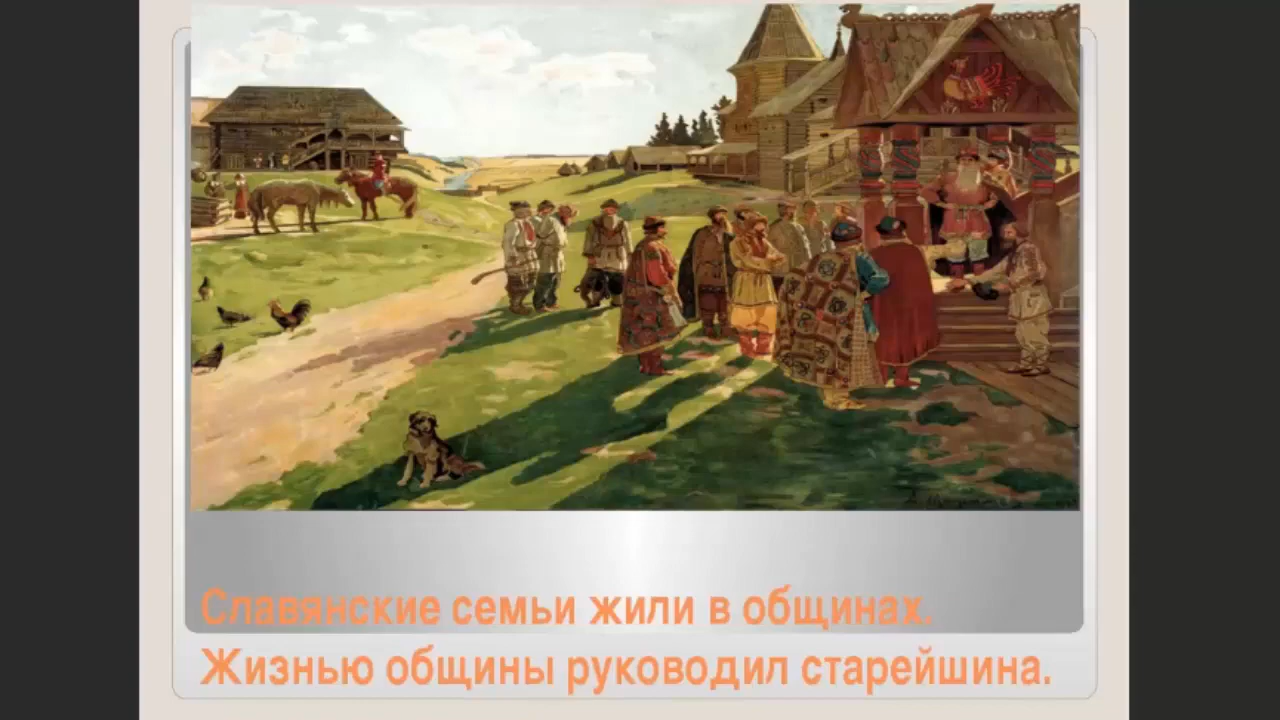 Славянские семьи жили в общинах.
Жизнью общины руководил старейшина.